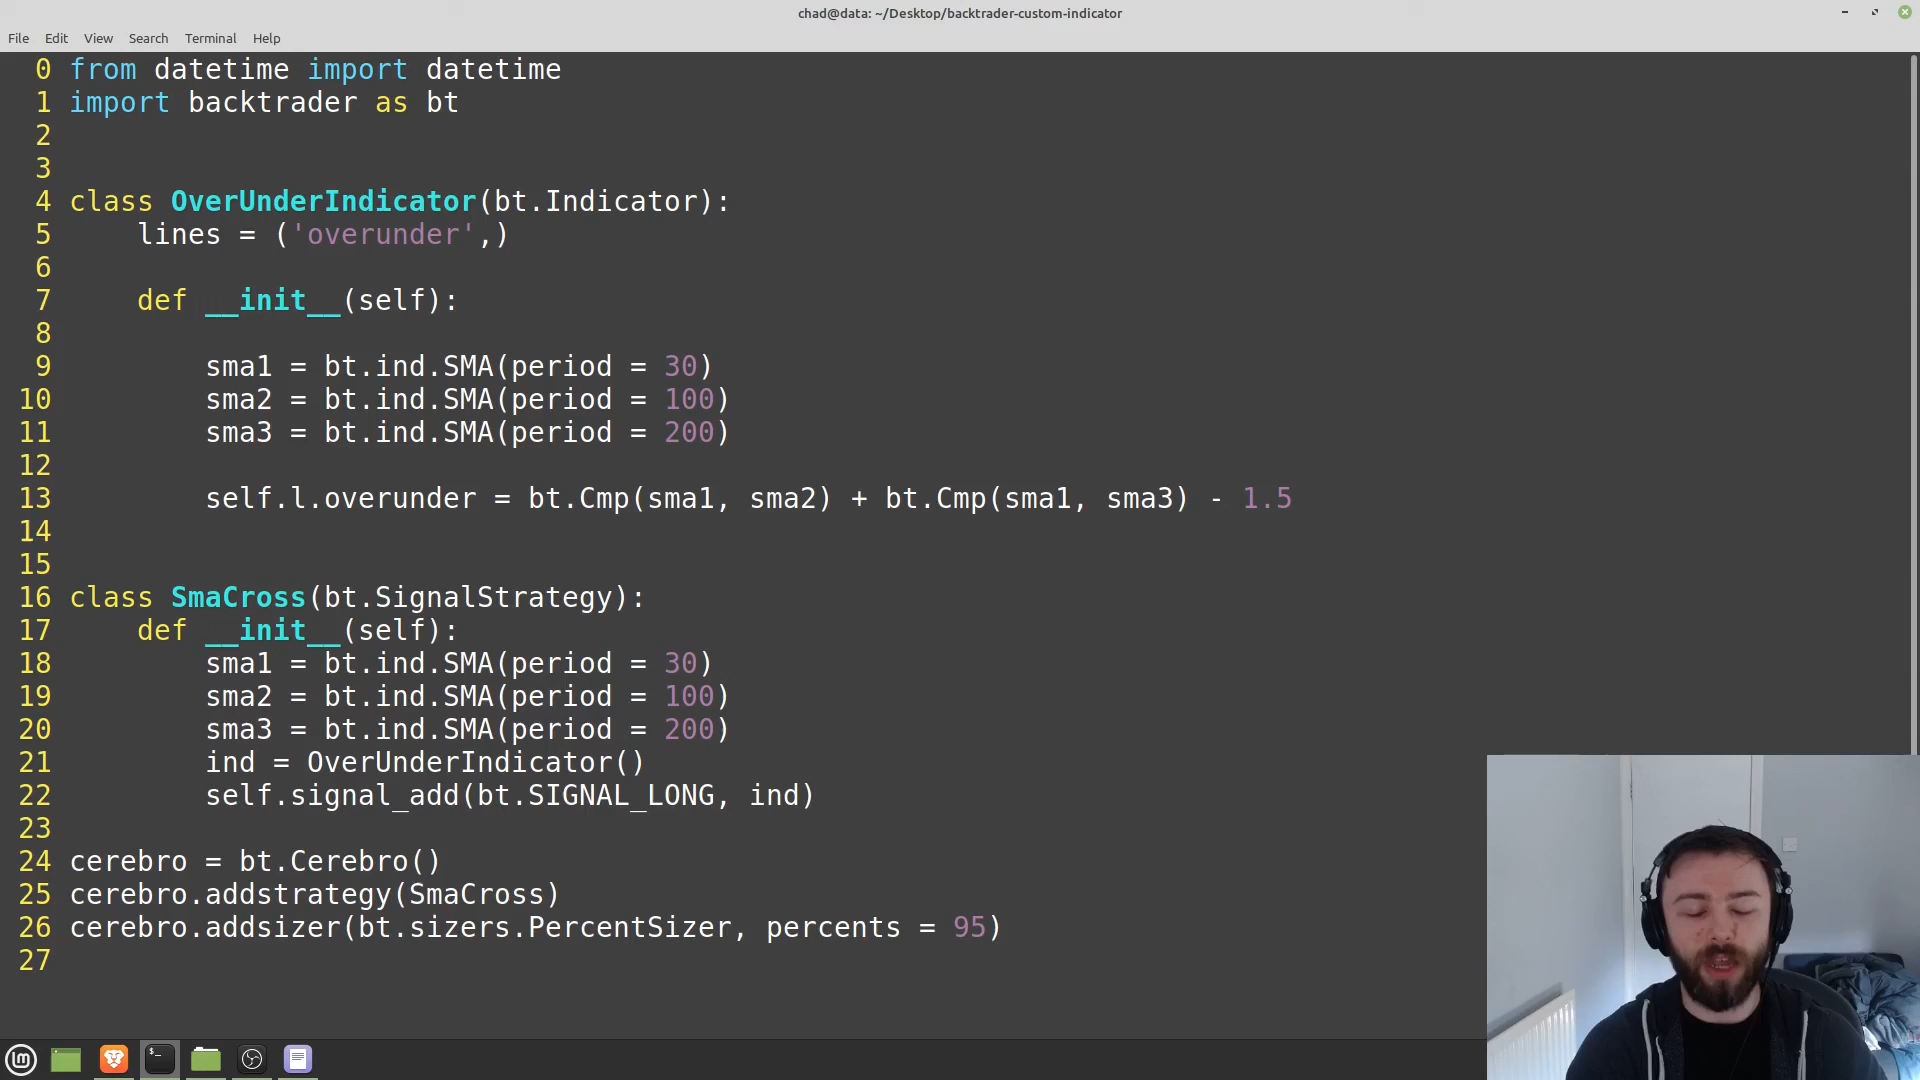 chad@data: ~/Desktop/backtrader-custom-indicator
File Edit View Search Terminal Help
0 from datetime import datetime
1 import backtrader as bt
2
3
4 class OverUnderIndicator(bt.Indicator):
5     lines = ('overunder',)
6
7     def __init__(self):
8
9         sma1 = bt.ind.SMA(period = 30)
10         sma2 = bt.ind.SMA(period = 100)
11         sma3 = bt.ind.SMA(period = 200)
12
13         self.l.overunder = bt.Cmp(sma1, sma2) + bt.Cmp(sma1, sma3) - 1.5
14
15
16 class SmaCross(bt.SignalStrategy):
17     def __init__(self):
18         sma1 = bt.ind.SMA(period = 30)
19         sma2 = bt.ind.SMA(period = 100)
20         sma3 = bt.ind.SMA(period = 200)
21         ind = OverUnderIndicator()
22         self.signal_add(bt.SIGNAL_LONG, ind)
23
24 cerebro = bt.Cerebro()
25 cerebro.addstrategy(SmaCross)
26 cerebro.addsizer(bt.sizers.PercentSizer, percents = 95)
27